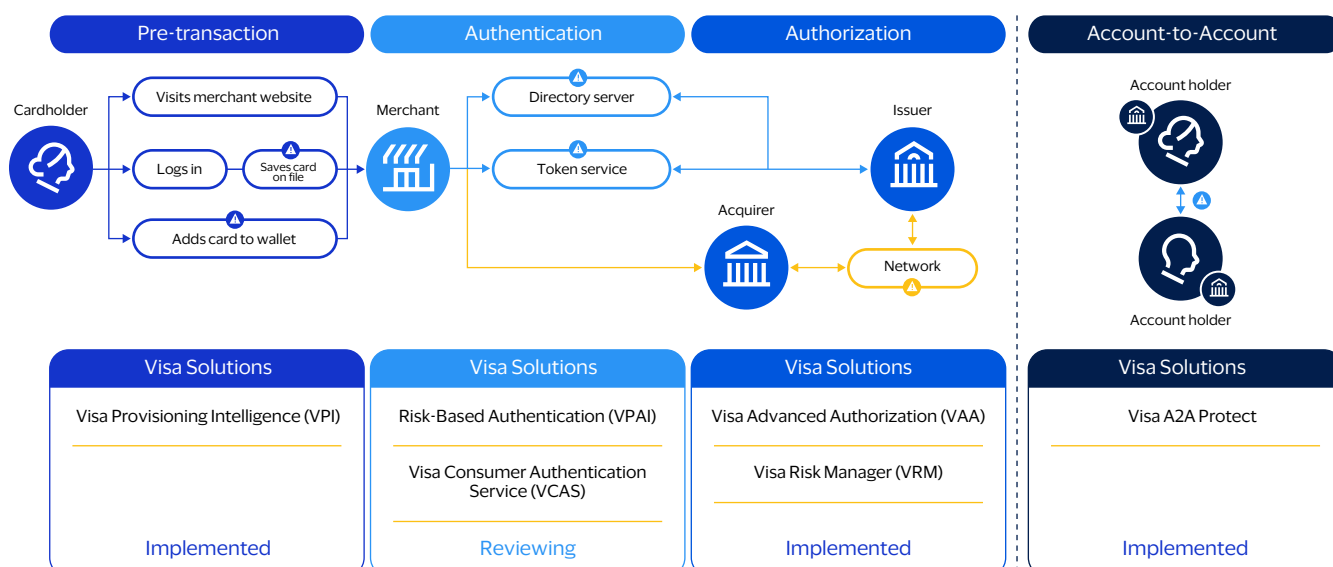 Pre-transaction
Authentication
Authorization
Account-to-Account
Cardholder
Visits merchant website
Logs in
Saves card
on file
Adds card to wallet
Merchant
Directory server
Token service
Issuer
Acquirer
Network
Account holder
Account holder
Visa Solutions
Visa Provisioning Intelligence (VPI)
Implemented
Visa Solutions
Risk-Based Authentication (VPAI)
Visa Consumer Authentication
Service (VCAS)
Reviewing
Visa Solutions
Visa Advanced Authorization (VAA)
Visa Risk Manager (VRM)
Implemented
Visa Solutions
Visa A2A Protect
Implemented